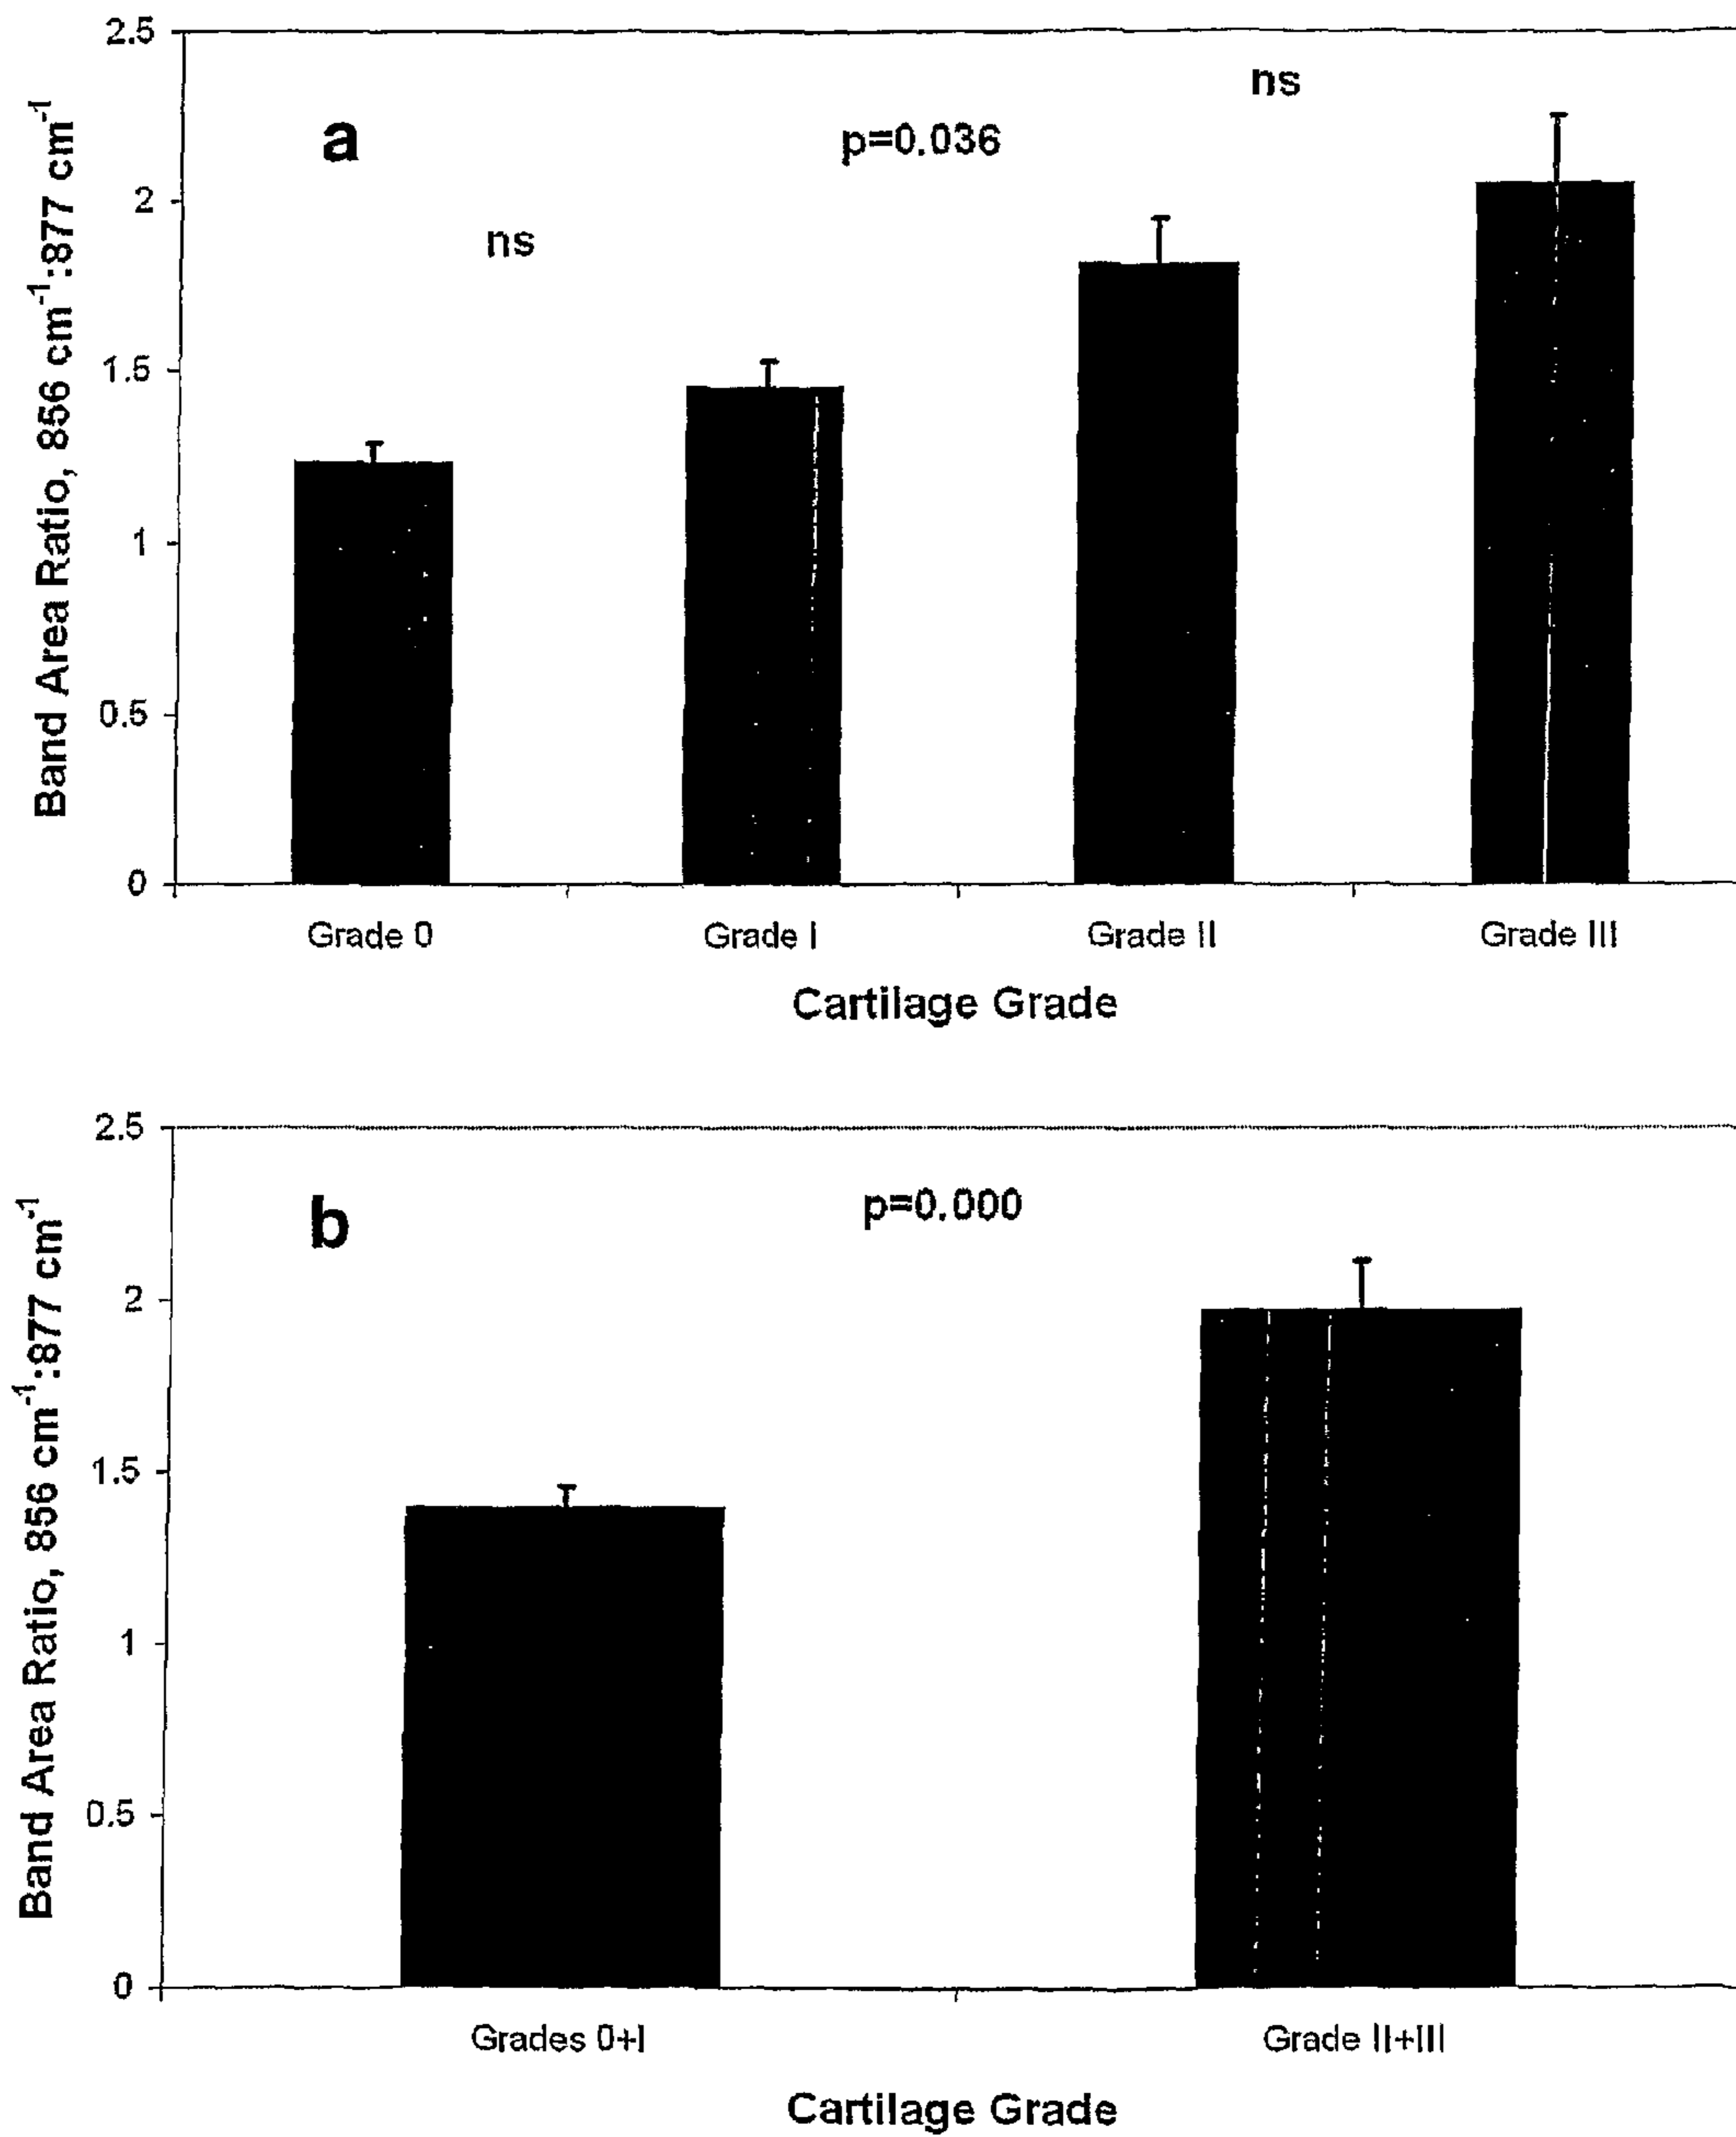 2.5
2
1.5
1
0.5
0
Band Area Ratio, 856 cm⁻¹:877 cm⁻¹
a
ns
p=0.036
ns
Grade 0
Grade I
Grade II
Grade III
Cartilage Grade
2.5
2
1.5
1
0.5
0
Band Area Ratio, 856 cm⁻¹:877 cm⁻¹
b
p=0.000
Grades 0+I
Grade II+III
Cartilage Grade